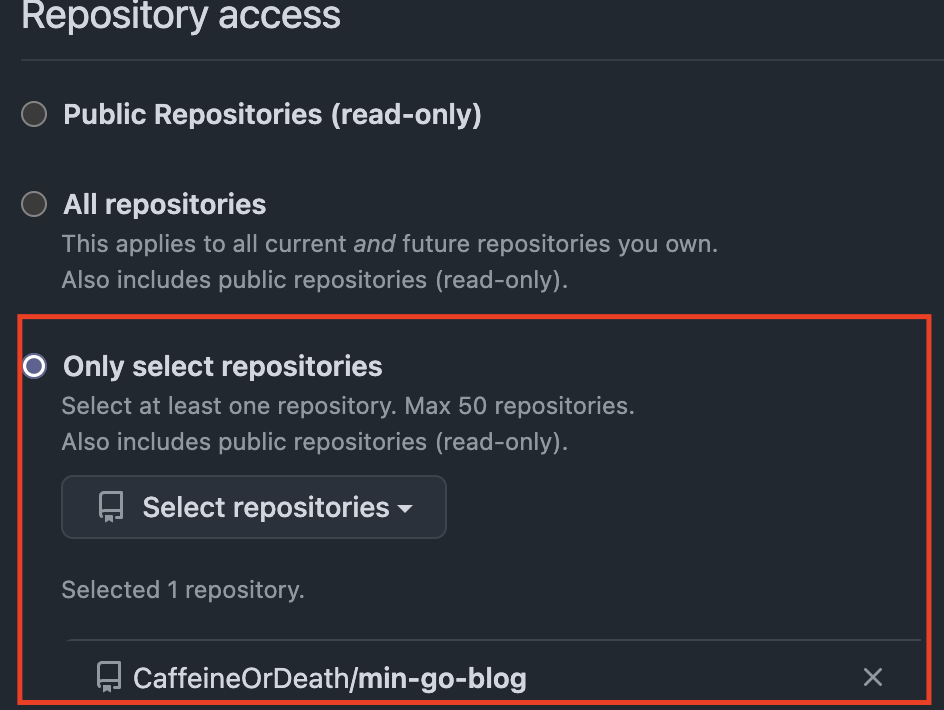 Repository access
Public Repositories (read-only)
All repositories
This applies to all current and future repositories you own.
Also includes public repositories (read-only).
Only select repositories
Select at least one repository. Max 50 repositories.
Also includes public repositories (read-only).
Select repositories
Selected 1 repository.
CaffeineOrDeath/min-go-blog